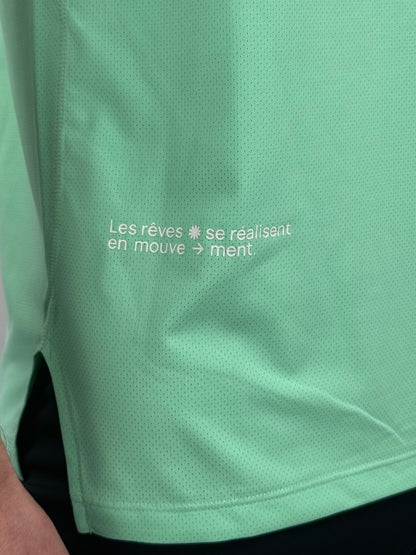 Les rêves ✺ se réalisent
en mouve → ment.